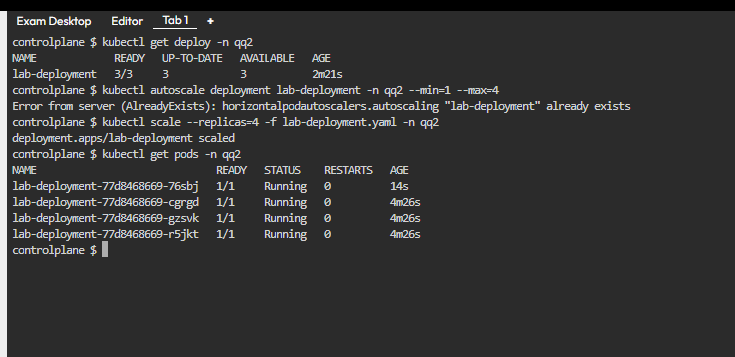 Exam Desktop Editor Tab 1 +
controlplane $ kubectl get deploy -n qq2
NAME READY UP-TO-DATE AVAILABLE AGE
lab-deployment 3/3 3 3 2m21s
controlplane $ kubectl autoscale deployment lab-deployment -n qq2 --min=1 --max=4
Error from server (AlreadyExists): horizontalpodautoscalers.autoscaling "lab-deployment" already exists
controlplane $ kubectl scale --replicas=4 -f lab-deployment.yaml -n qq2
deployment.apps/lab-deployment scaled
controlplane $ kubectl get pods -n qq2
NAME READY STATUS RESTARTS AGE
lab-deployment-77d8468669-76sbj 1/1 Running 0 14s
lab-deployment-77d8468669-cgrgd 1/1 Running 0 4m26s
lab-deployment-77d8468669-gzsvk 1/1 Running 0 4m26s
lab-deployment-77d8468669-r5jkt 1/1 Running 0 4m26s
controlplane $